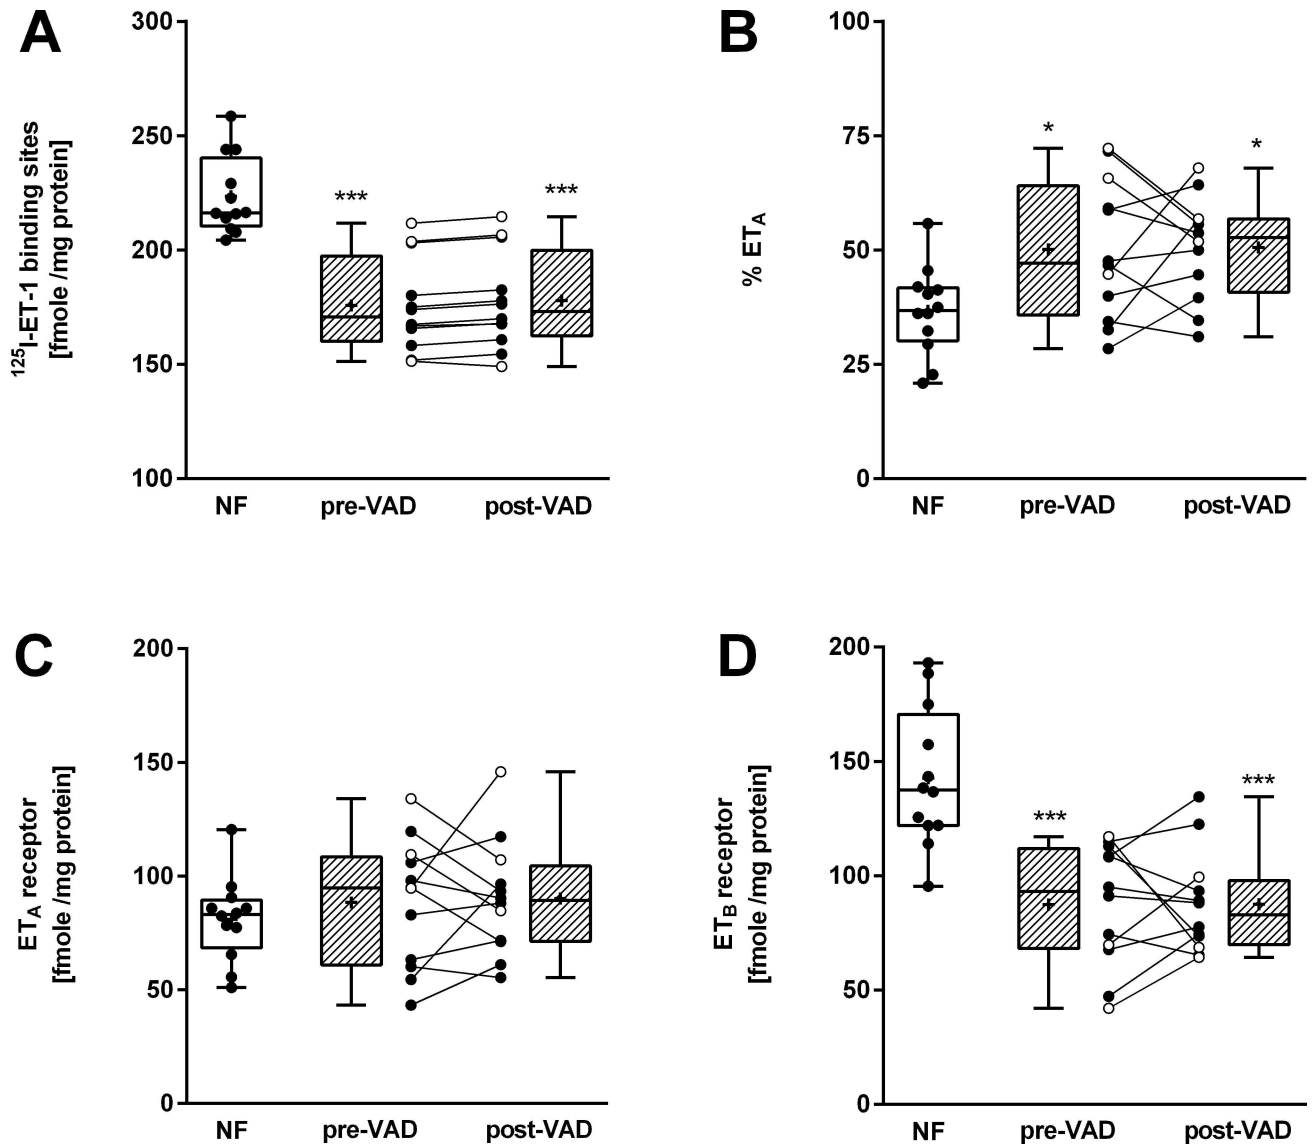 A
300
250
200
150
100
125I-ET-1 binding sites
[fmole /mg protein]
***
***
NF
pre-VAD
post-VAD
B
100
75
50
25
0
% ETA
*
*
NF
pre-VAD
post-VAD
C
200
150
100
50
0
ETA receptor
[fmole /mg protein]
NF
pre-VAD
post-VAD
D
200
150
100
50
0
ETB receptor
[fmole /mg protein]
***
***
NF
pre-VAD
post-VAD